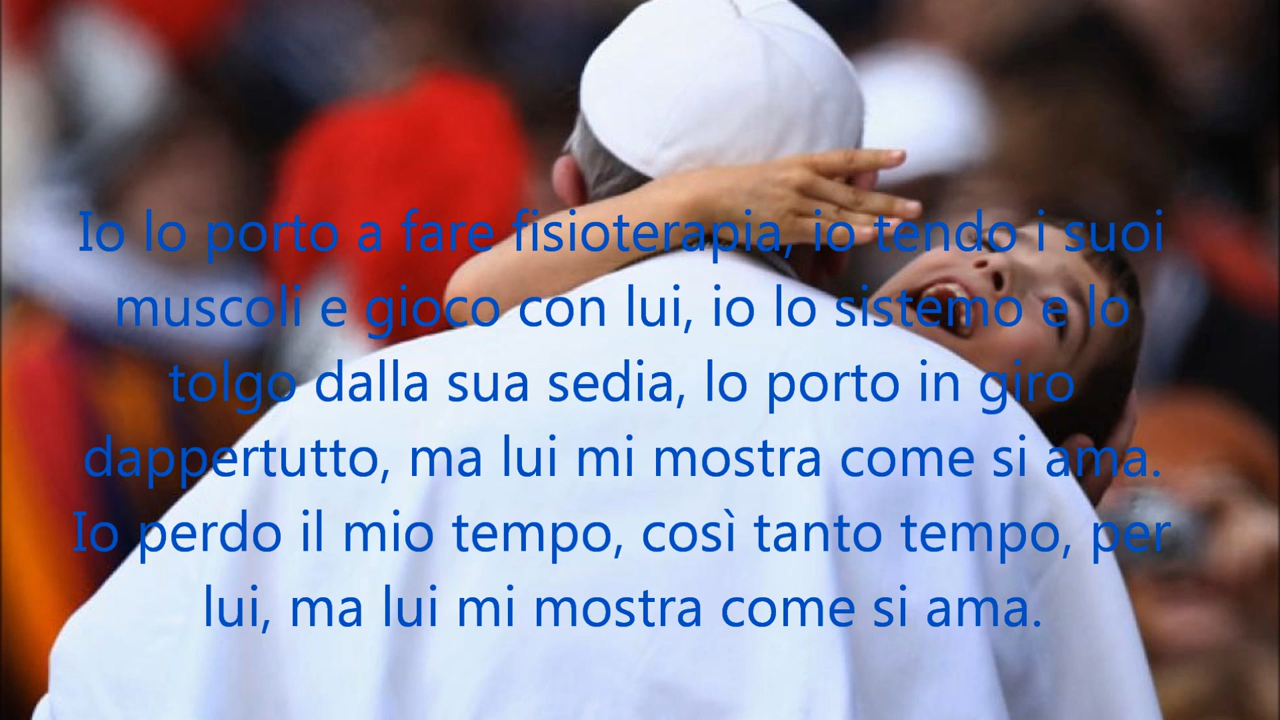 Io lo porto a fare fisioterapia, io tendo i suoi
muscoli e gioco con lui, io lo sistemo e lo
tolgo dalla sua sedia, lo porto in giro
dappertutto, ma lui mi mostra come si ama.
Io perdo il mio tempo, così tanto tempo, per
lui, ma lui mi mostra come si ama.